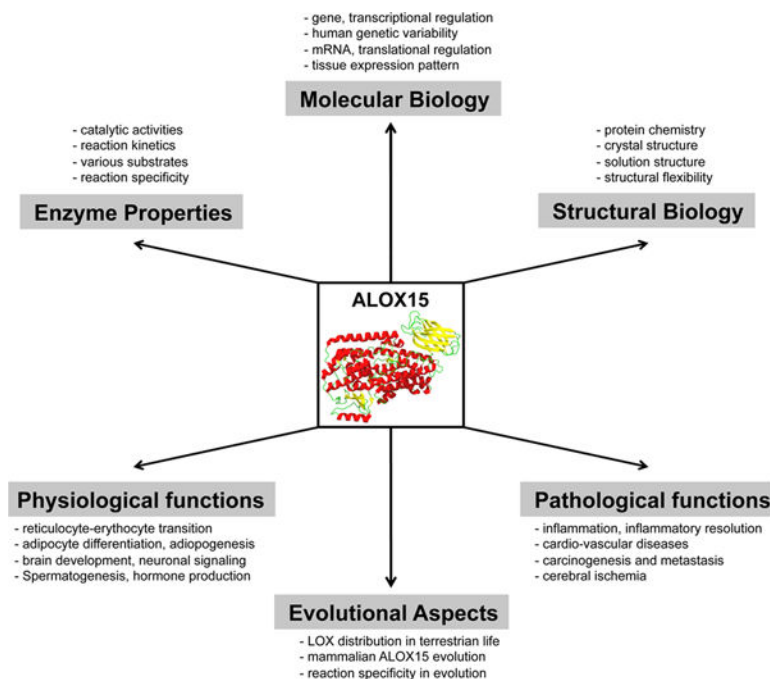 - gene, transcriptional regulation
- human genetic variability
- mRNA, translational regulation
- tissue expression pattern
Molecular Biology
- catalytic activities
- reaction kinetics
- various substrates
- reaction specificity
Enzyme Properties
- protein chemistry
- crystal structure
- solution structure
- structural flexibility
Structural Biology
ALOX15
Physiological functions
- reticulocyte-erythocyte transition
- adipocyte differentiation, adiopogenesis
- brain development, neuronal signaling
- Spermatogenesis, hormone production
Pathological functions
- inflammation, inflammatory resolution
- cardio-vascular diseases
- carcinogenesis and metastasis
- cerebral ischemia
Evolutional Aspects
- LOX distribution in terrestrian life
- mammalian ALOX15 evolution
- reaction specificity in evolution